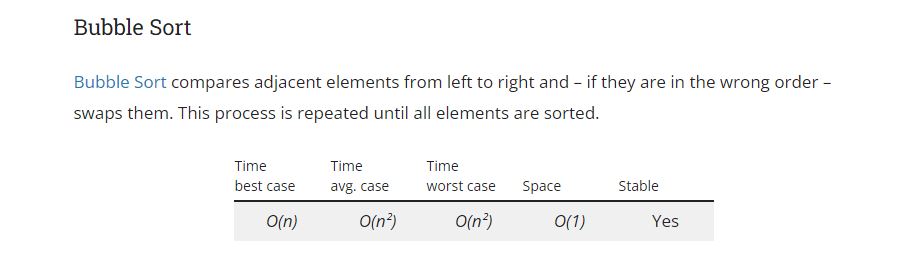 Bubble Sort
Bubble Sort compares adjacent elements from left to right and – if they are in the wrong order –
swaps them. This process is repeated until all elements are sorted.
Time Time Time
best case avg. case worst case Space Stable
O(n) O(n²) O(n²) O(1) Yes